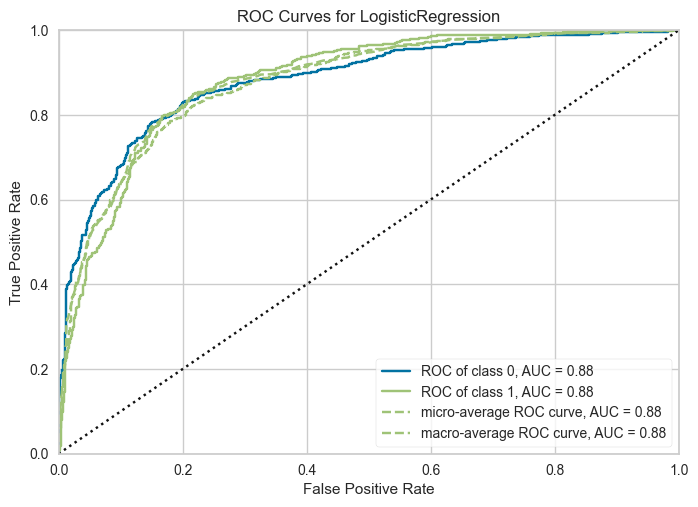 ROC Curves for LogisticRegression
True Positive Rate
1.0
0.8
0.6
0.4
0.2
0.0
ROC of class 0, AUC = 0.88
ROC of class 1, AUC = 0.88
micro-average ROC curve, AUC = 0.88
macro-average ROC curve, AUC = 0.88
0.0 0.2 0.4 0.6 0.8 1.0
False Positive Rate